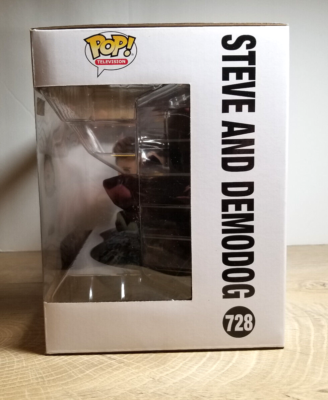 POP!
TELEVISION
STEVE AND DEMODOG
728